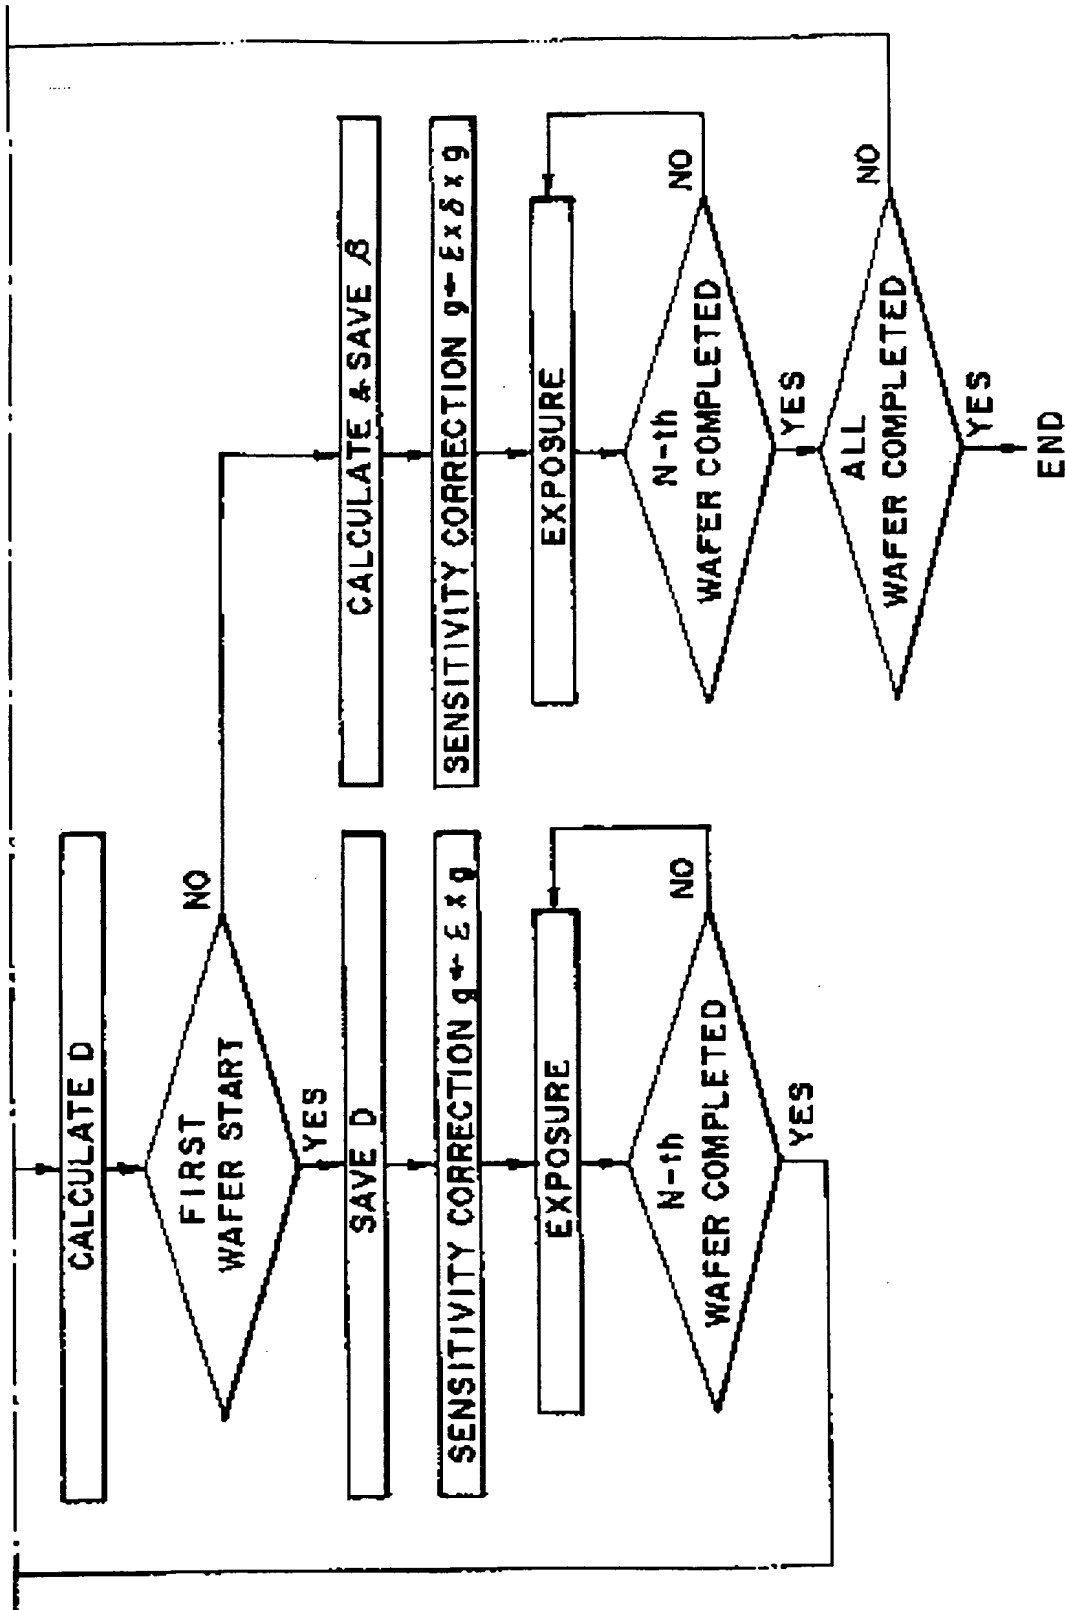 CALCULATE D
FIRST
WAFER START
NO
YES
SAVE D
SENSITIVITY CORRECTION g ← ε × g
EXPOSURE
N-th
WAFER COMPLETED
NO
YES
CALCULATE & SAVE β
SENSITIVITY CORRECTION g ← ε × δ × g
EXPOSURE
N-th
WAFER COMPLETED
NO
YES
ALL
WAFER COMPLETED
NO
YES
END